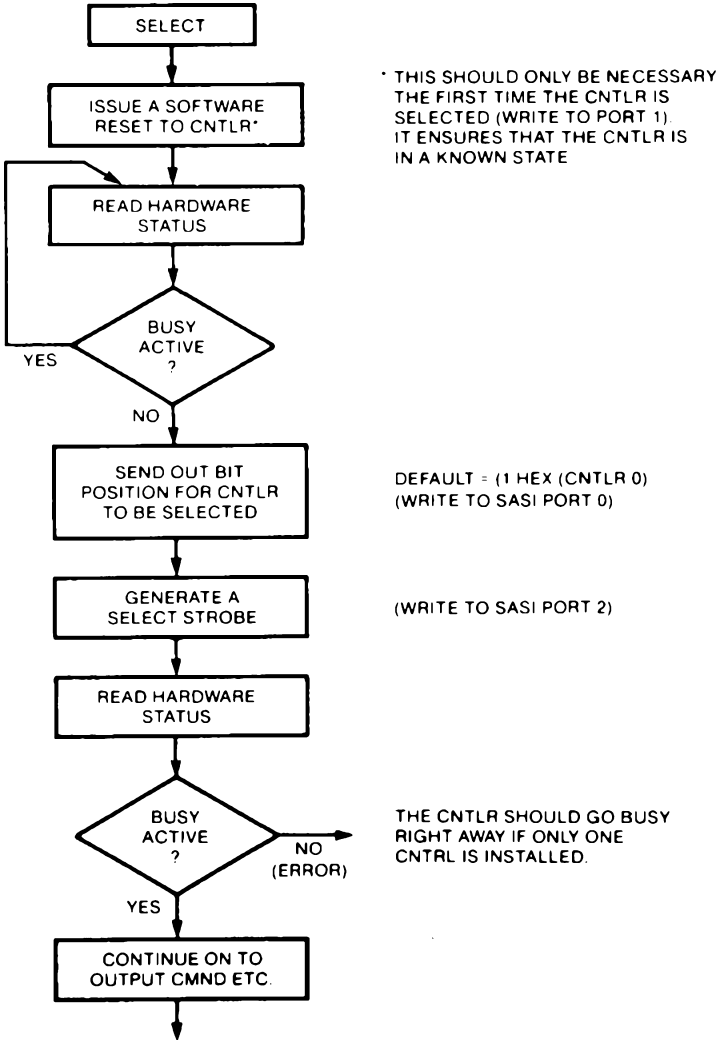 SELECT
ISSUE A SOFTWARE
RESET TO CNTLR*
* THIS SHOULD ONLY BE NECESSARY
THE FIRST TIME THE CNTLR IS
SELECTED (WRITE TO PORT 1).
IT ENSURES THAT THE CNTLR IS
IN A KNOWN STATE
READ HARDWARE
STATUS
BUSY
ACTIVE
?
YES
NO
SEND OUT BIT
POSITION FOR CNTLR
TO BE SELECTED
DEFAULT = (1 HEX (CNTLR 0)
(WRITE TO SASI PORT 0)
GENERATE A
SELECT STROBE
(WRITE TO SASI PORT 2)
READ HARDWARE
STATUS
BUSY
ACTIVE
?
NO
(ERROR)
THE CNTLR SHOULD GO BUSY
RIGHT AWAY IF ONLY ONE
CNTRL IS INSTALLED.
YES
CONTINUE ON TO
OUTPUT CMND ETC.